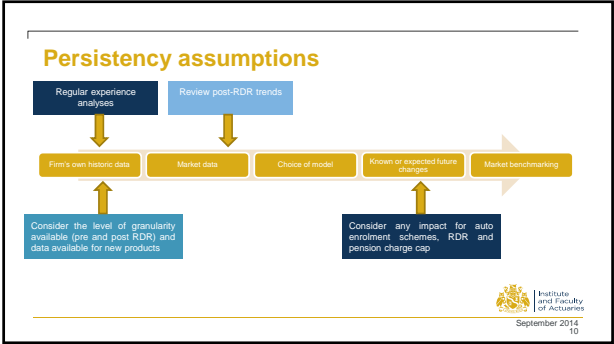 Persistency assumptions
Regular experience
analyses
Review post-RDR trends
Firm's own historic data
Market data
Choice of model
Known or expected future
changes
Market benchmarking
Consider the level of granularity
available (pre and post RDR) and
data available for new products
Consider any impact for auto
enrolment schemes, RDR and
pension charge cap
Institute
and Faculty
of Actuaries
September 2014
10